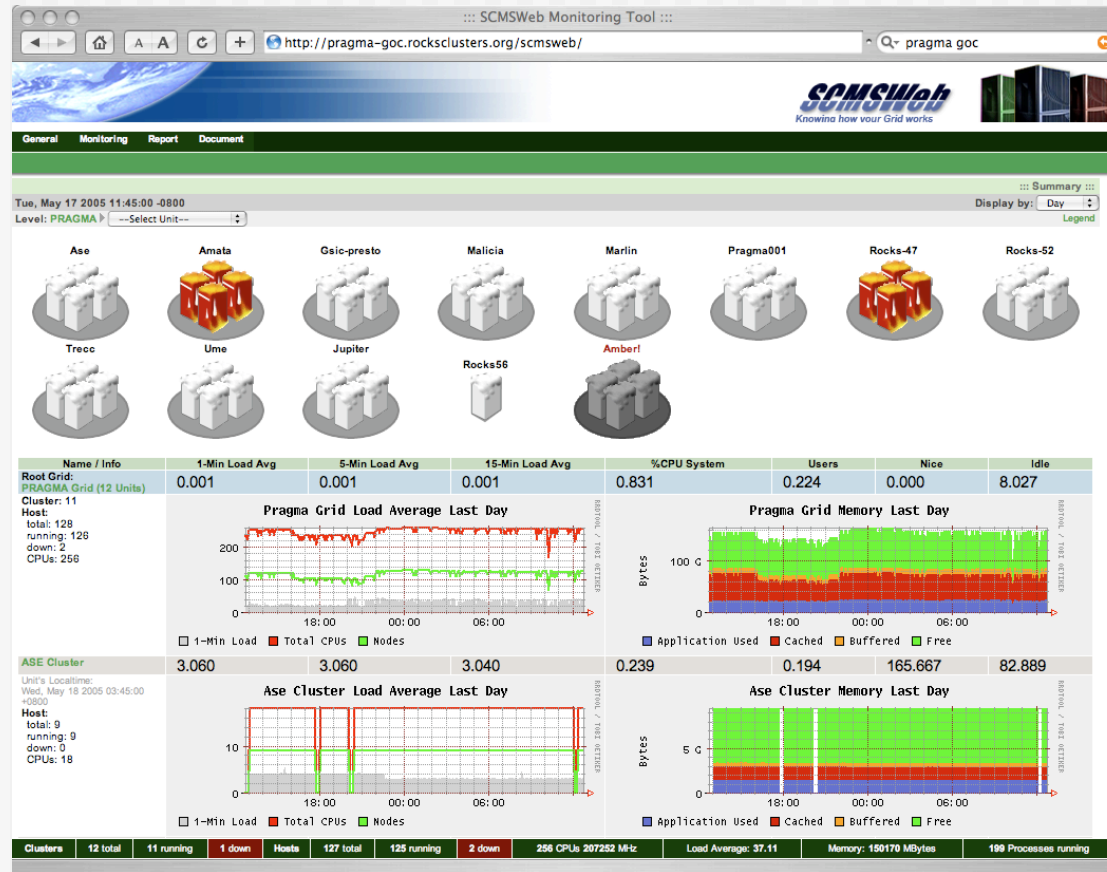 ::: SCMSWeb Monitoring Tool :::
A A http://pragma-goc.rocksclusters.org/scmsweb/ pragma goc
SCMSWeb
Knowing how your Grid works
General Monitoring Report Document
::: Summary :::
Tue, May 17 2005 11:45:00 -0800 Display by: Day
Level: PRAGMA --Select Unit-- Legend
Ase Amata Gsic-presto Malicia Marlin Pragma001 Rocks-47 Rocks-52
Trecc Ume Jupiter Rocks56 Amber!
Name / Info 1-Min Load Avg 5-Min Load Avg 15-Min Load Avg %CPU System Users Nice Idle
Root Grid:
PRAGMA Grid (12 Units) 0.001 0.001 0.001 0.831 0.224 0.000 8.027
Cluster: 11
Host:
total: 128
running: 126
down: 2
CPUs: 256
Pragma Grid Load Average Last Day
200
100
0
18:00 00:00 06:00
1-Min Load Total CPUs Nodes
RRDTOOL / TOBI OETIKER
Pragma Grid Memory Last Day
Bytes
100 G
0
18:00 00:00 06:00
Application Used Cached Buffered Free
RRDTOOL / TOBI OETIKER
ASE Cluster 3.060 3.060 3.040 0.239 0.194 165.667 82.889
Unit's Localtime:
Wed, May 18 2005 03:45:00
+0800
Host:
total: 9
running: 9
down: 0
CPUs: 18
Ase Cluster Load Average Last Day
10
0
18:00 00:00 06:00
1-Min Load Total CPUs Nodes
RRDTOOL / TOBI OETIKER
Ase Cluster Memory Last Day
Bytes
5 G
0
18:00 00:00 06:00
Application Used Cached Buffered Free
RRDTOOL / TOBI OETIKER
Clusters 12 total 11 running 1 down Hosts 127 total 125 running 2 down 256 CPUs 207252 MHz Load Average: 37.11 Memory: 150170 MBytes 199 Processes running